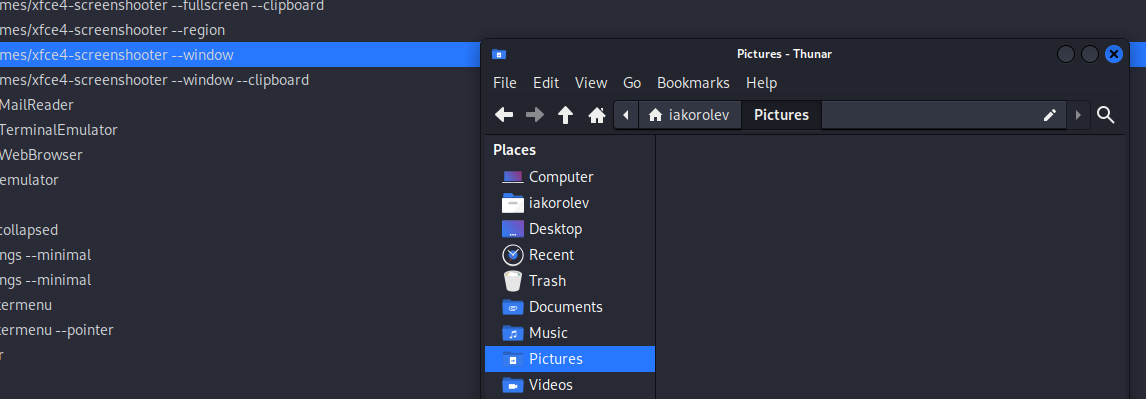 mes/xfce4-screenshooter --fullscreen --clipboard
mes/xfce4-screenshooter --region
mes/xfce4-screenshooter --window
mes/xfce4-screenshooter --window --clipboard
MailReader
TerminalEmulator
WebBrowser
emulator
collapsed
ngs --minimal
ngs --minimal
kermenu
kermenu --pointer
r
Pictures - Thunar
File Edit View Go Bookmarks Help
iakorolev Pictures
Places
Computer
iakorolev
Desktop
Recent
Trash
Documents
Music
Pictures
Videos